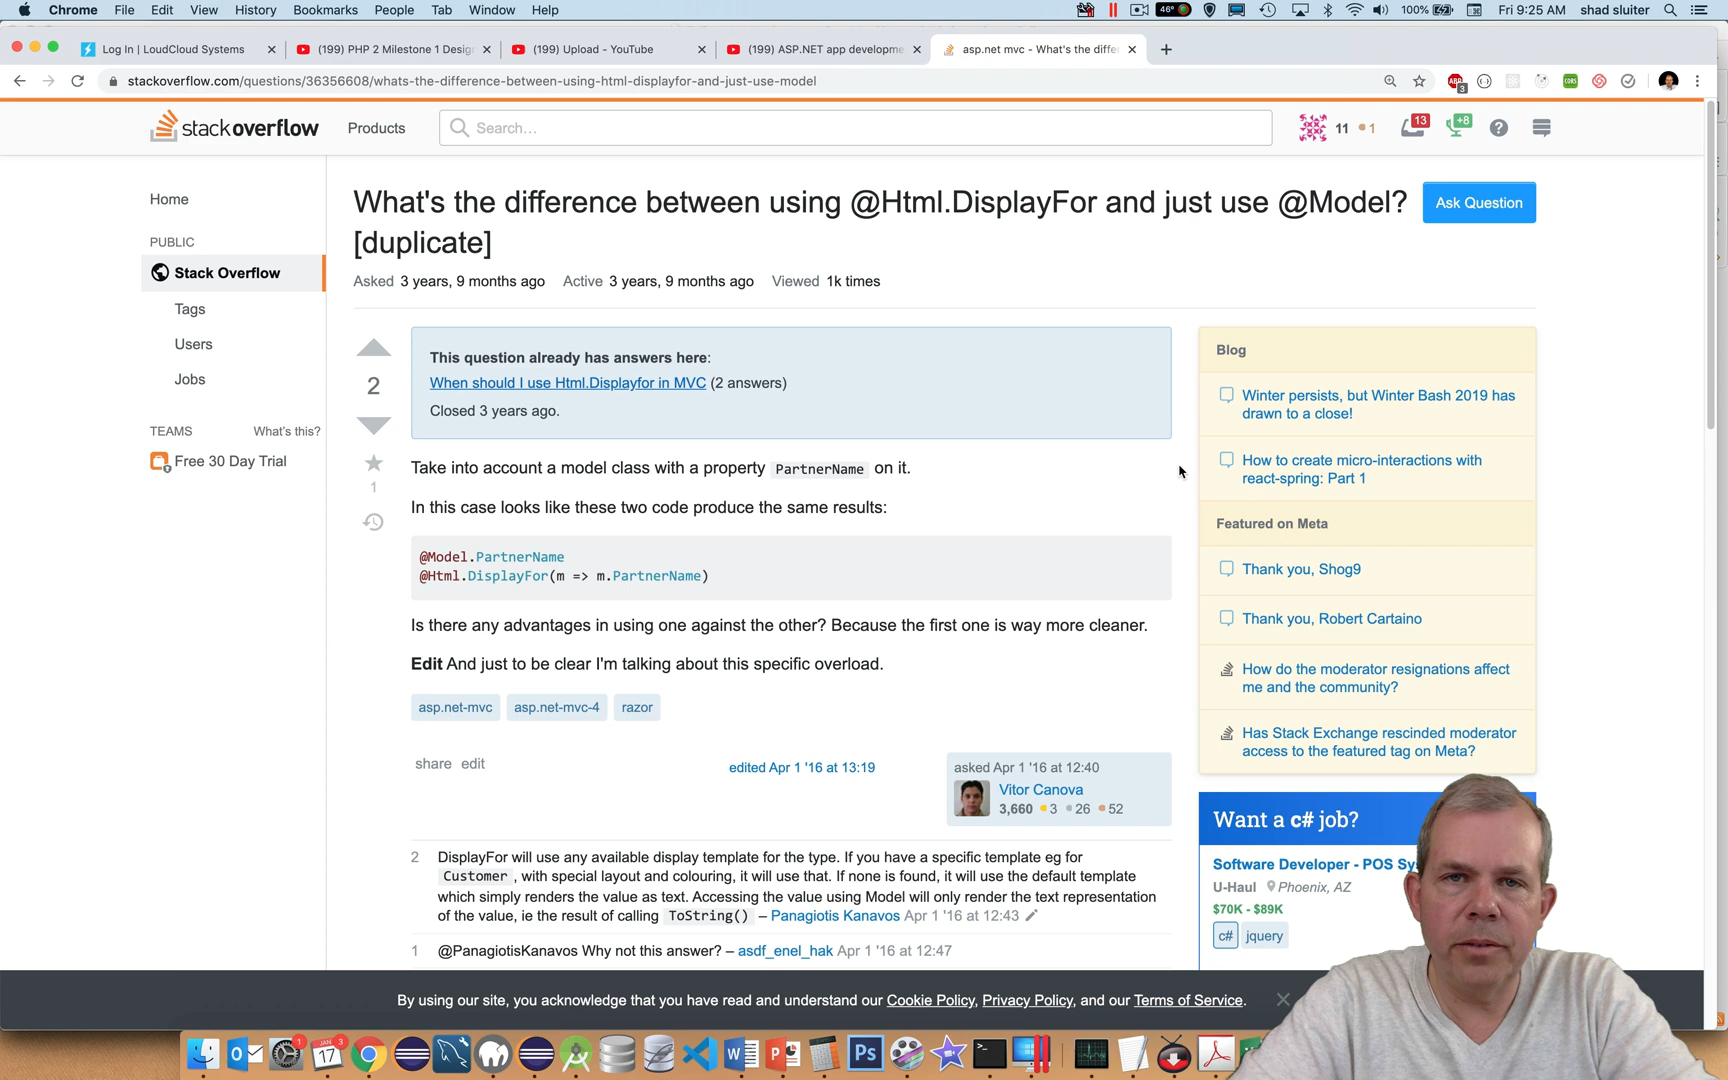 Chrome File Edit View History Bookmarks People Tab Window Help 46° 100% Fri 9:25 AM shad sluiter
Log In | LoudCloud Systems (199) PHP 2 Milestone 1 Desig (199) Upload - YouTube (199) ASP.NET app developme asp.net mvc - What's the diffe
stackoverflow.com/questions/36356608/whats-the-difference-between-using-html-displayfor-and-just-use-model
ABP 3 CORS
stackoverflow Products Search... 11 1 13 +8
Home
PUBLIC
Stack Overflow
Tags
Users
Jobs
TEAMS What's this?
Free 30 Day Trial
What's the difference between using @Html.DisplayFor and just use @Model?
[duplicate]
Ask Question
Asked 3 years, 9 months ago Active 3 years, 9 months ago Viewed 1k times
2
1
This question already has answers here:
When should I use Html.Displayfor in MVC (2 answers)
Closed 3 years ago.
Take into account a model class with a property PartnerName on it.
In this case looks like these two code produce the same results:
@Model.PartnerName
@Html.DisplayFor(m => m.PartnerName)
Is there any advantages in using one against the other? Because the first one is way more cleaner.
Edit And just to be clear I'm talking about this specific overload.
asp.net-mvc asp.net-mvc-4 razor
share edit
edited Apr 1 '16 at 13:19
asked Apr 1 '16 at 12:40
Vitor Canova
3,660 3 26 52
2 DisplayFor will use any available display template for the type. If you have a specific template eg for
Customer , with special layout and colouring, it will use that. If none is found, it will use the default template
which simply renders the value as text. Accessing the value using Model will only render the text representation
of the value, ie the result of calling ToString() – Panagiotis Kanavos Apr 1 '16 at 12:43
1 @PanagiotisKanavos Why not this answer? – asdf_enel_hak Apr 1 '16 at 12:47
Blog
Winter persists, but Winter Bash 2019 has
drawn to a close!
How to create micro-interactions with
react-spring: Part 1
Featured on Meta
Thank you, Shog9
Thank you, Robert Cartaino
How do the moderator resignations affect
me and the community?
Has Stack Exchange rescinded moderator
access to the featured tag on Meta?
Want a c# job?
Software Developer - POS Sy
U-Haul Phoenix, AZ
$70K - $89K
c# jquery
By using our site, you acknowledge that you have read and understand our Cookie Policy, Privacy Policy, and our Terms of Service.
1 JAN 17 3 W P Ps